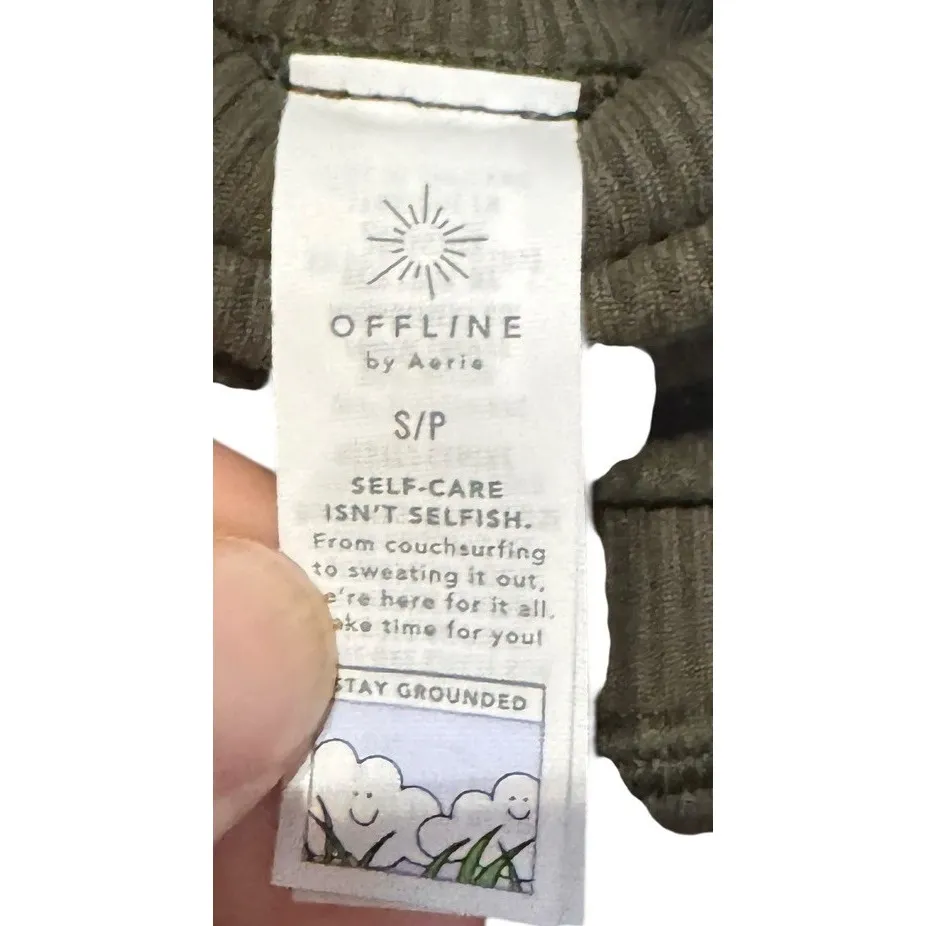 OFFLINE
by Aerie
S/P
SELF-CARE
ISN'T SELFISH.
From couchsurfing
to sweating it out,
e're here for it all.
ake time for you!
STAY GROUNDED